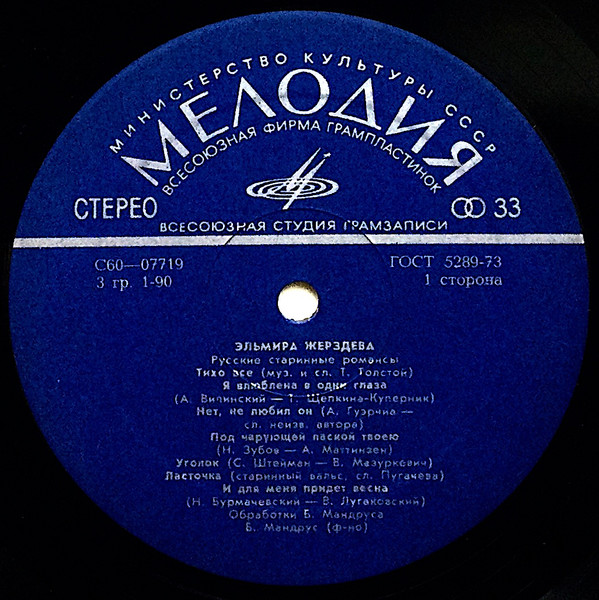 МИНИСТЕРСТВО КУЛЬТУРЫ СССР
МЕЛОДИЯ
ВСЕСОЮЗНАЯ ФИРМА ГРАМПЛАСТИНОК
СТЕРЕО
33
ВСЕСОЮЗНАЯ СТУДИЯ ГРАМЗАПИСИ
С60—07719
ГОСТ 5289-73
3 гр. 1-90
1 сторона
ЭЛЬМИРА ЖЕРЗДЕВА
Русские старинные романсы
Тихо все (муз. и сл. Т. Толстой)
Я влюблена в одни глаза
(А. Вилинский — Т. Щепкина-Куперник)
Нет, не любил он (А. Гуэрчиа —
сл. неизв. автора)
Под чарующей лаской твоею
(Н. Зубов — А. Маттизен)
Уголок (С. Штейман — В. Мазуркевич)
Ласточка (старинный вальс, сл. Пугачева)
И для меня придет весна
(Н. Бурмачевский — В. Лугаковский)
Обработки Б. Мандруса
Б. Мандрус (ф-но)